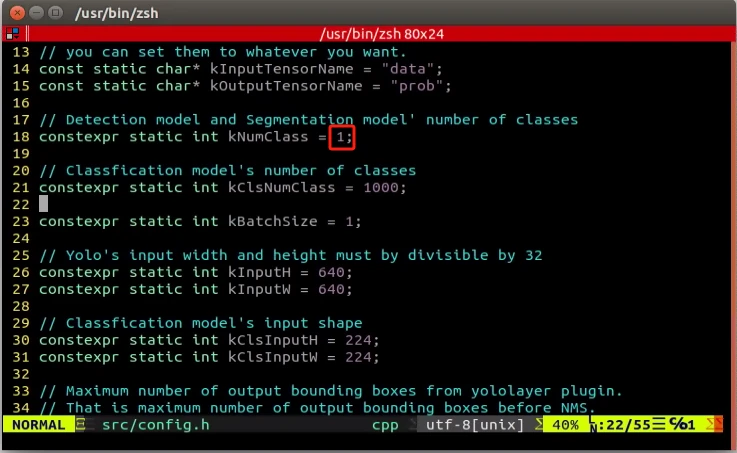 /usr/bin/zsh
/usr/bin/zsh 80x24
13 // you can set them to whatever you want.
14 const static char* kInputTensorName = "data";
15 const static char* kOutputTensorName = "prob";
16
17 // Detection model and Segmentation model' number of classes
18 constexpr static int kNumClass = 1;
19
20 // Classfication model's number of classes
21 constexpr static int kClsNumClass = 1000;
22
23 constexpr static int kBatchSize = 1;
24
25 // Yolo's input width and height must by divisible by 32
26 constexpr static int kInputH = 640;
27 constexpr static int kInputW = 640;
28
29 // Classfication model's input shape
30 constexpr static int kClsInputH = 224;
31 constexpr static int kClsInputW = 224;
32
33 // Maximum number of output bounding boxes from yololayer plugin.
34 // That is maximum number of output bounding boxes before NMS.
NORMAL src/config.h cpp utf-8[unix] 40% :22/55☰℅1